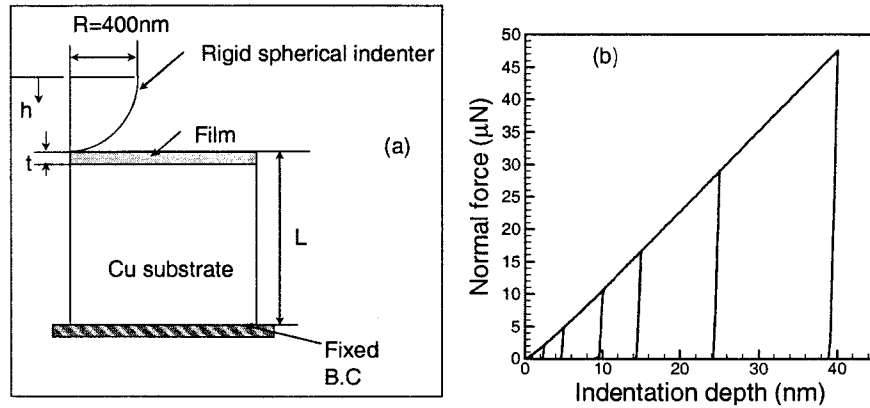 R=400nm
Rigid spherical indenter
h
Film
(a)
t
L
Cu substrate
Fixed
B.C
(b)
Normal force (μN)
50
45
40
35
30
25
20
15
10
5
0
0
10
20
30
40
Indentation depth (nm)